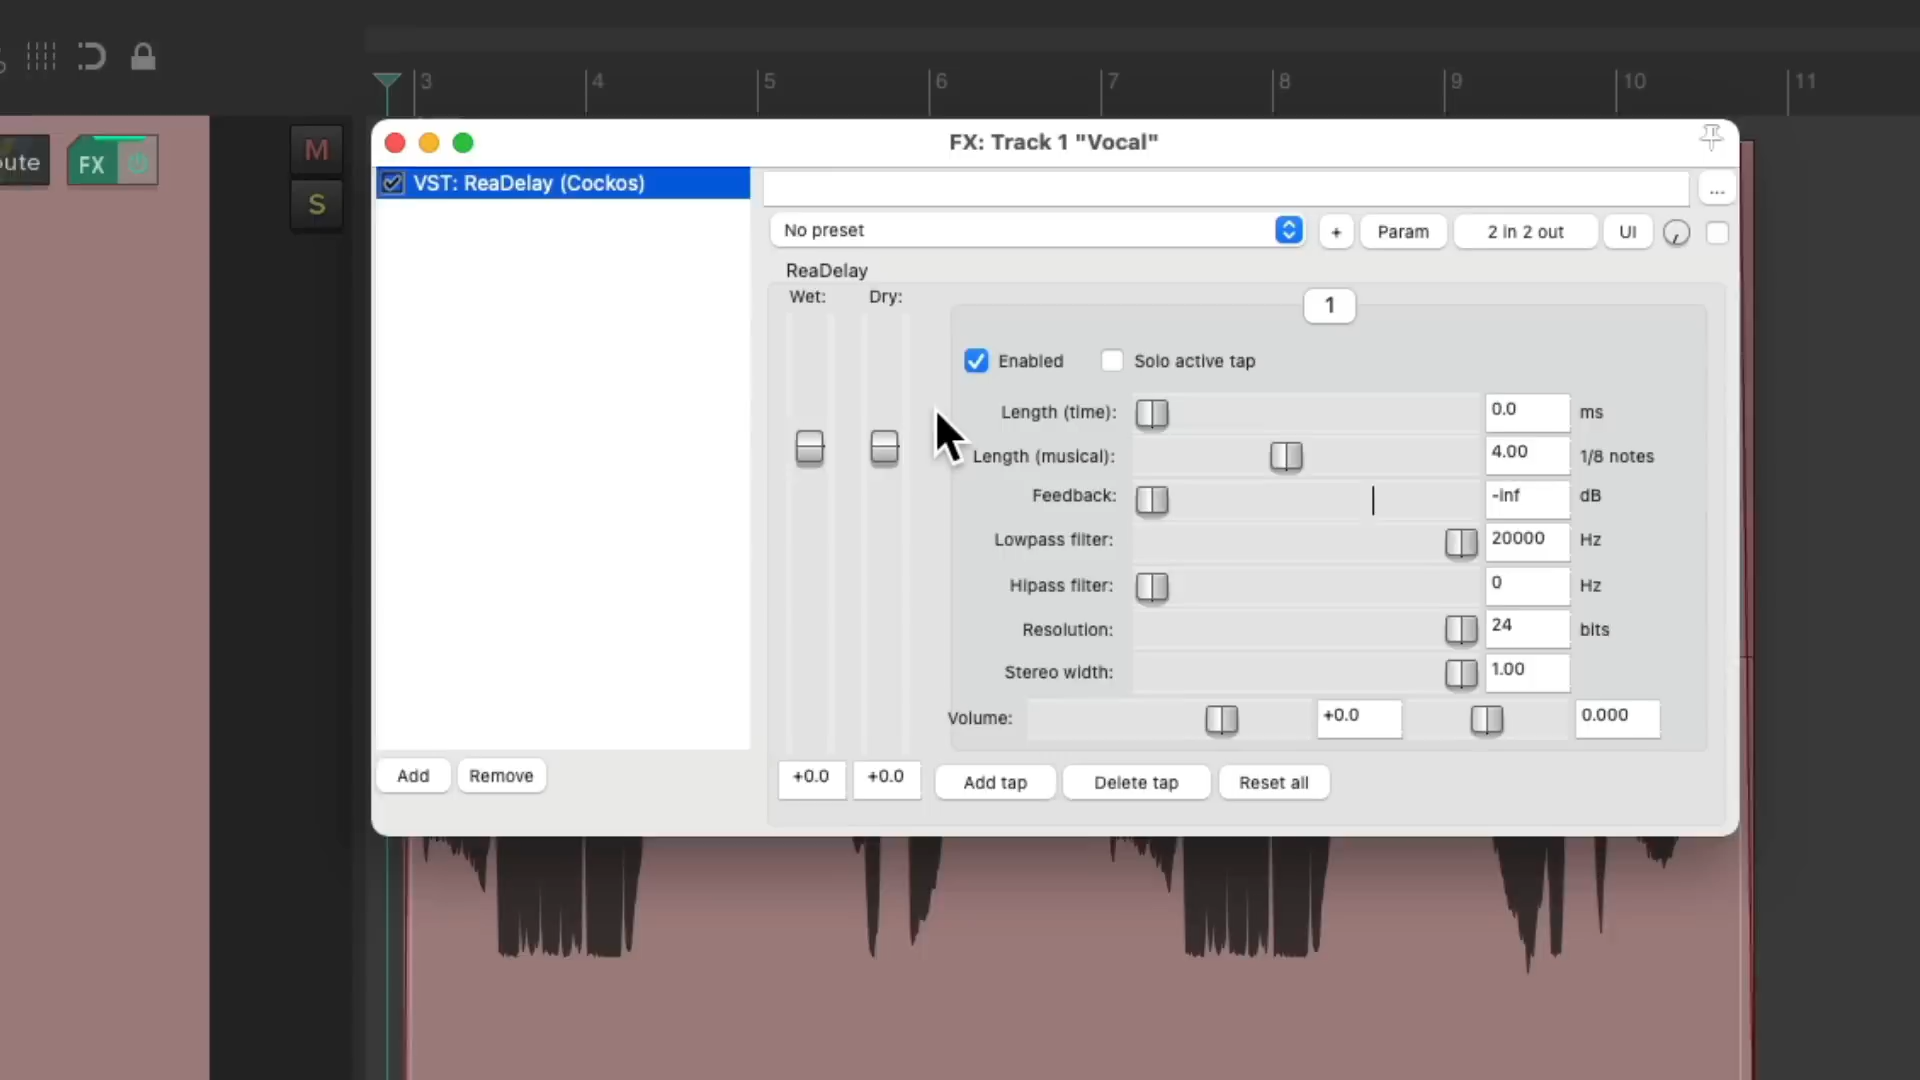 3 4 5 6 7 8 9 10 11
FX: Track 1 "Vocal"
oute FX M
S
VST: ReaDelay (Cockos)
...
No preset + Param 2 in 2 out UI
ReaDelay
Wet: Dry:
1
Enabled Solo active tap
Length (time): 0.0 ms
Length (musical): 4.00 1/8 notes
Feedback: -inf dB
Lowpass filter: 20000 Hz
Hipass filter: 0 Hz
Resolution: 24 bits
Stereo width: 1.00
Volume: +0.0 0.000
Add Remove
+0.0 +0.0 Add tap Delete tap Reset all